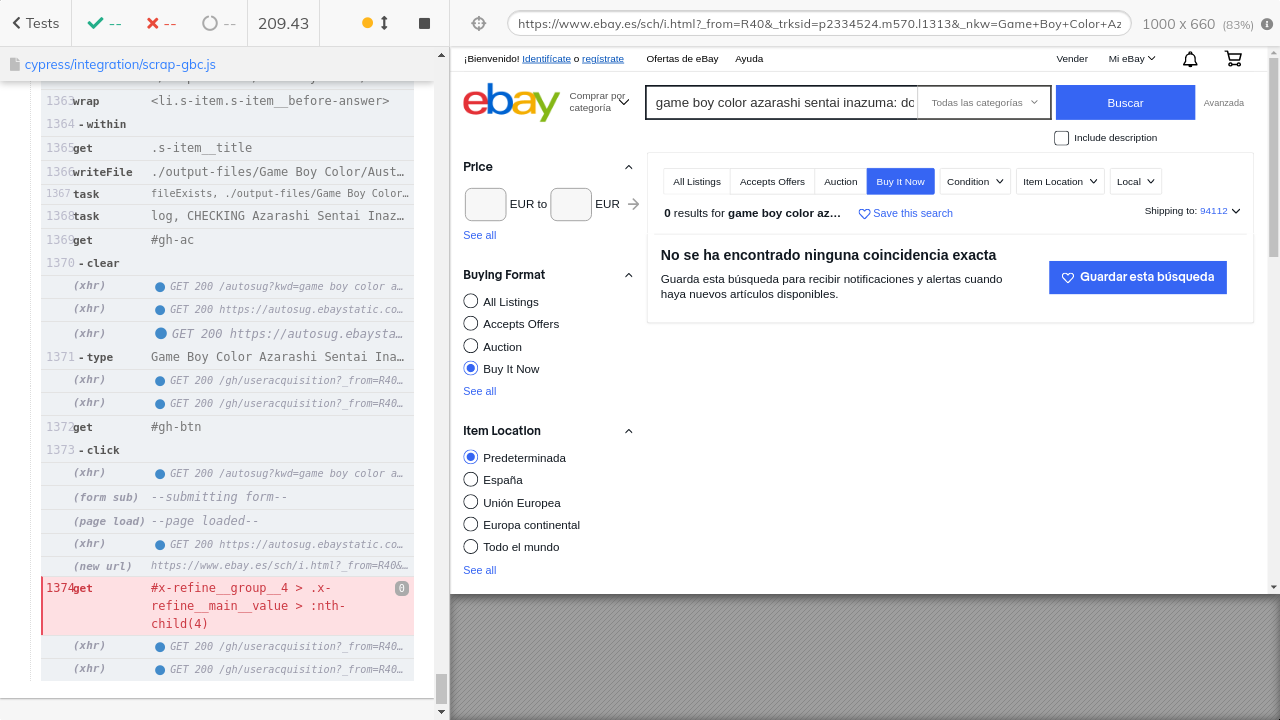 Tests
--
--
--
209.43
https://www.ebay.es/sch/i.html?_from=R40&_trksid=p2334524.m570.l1313&_nkw=Game+Boy+Color+Az
1000 x 660 (83%)
cypress/integration/scrap-gbc.js
1363 wrap <li.s-item.s-item__before-answer>
1364 - within
1365 get .s-item__title
1366 writeFile ./output-files/Game Boy Color/Aust…
1367 task fileExists, ./output-files/Game Boy Color…
1368 task log, CHECKING Azarashi Sentai Inaz…
1369 get #gh-ac
1370 - clear
(xhr) GET 200 /autosug?kwd=game boy color a…
(xhr) GET 200 https://autosug.ebaystatic.co…
(xhr) GET 200 https://autosug.ebaysta…
1371 - type Game Boy Color Azarashi Sentai Ina…
(xhr) GET 200 /gh/useracquisition?_from=R40…
(xhr) GET 200 /gh/useracquisition?_from=R40…
1372 get #gh-btn
1373 - click
(xhr) GET 200 /autosug?kwd=game boy color a…
(form sub) --submitting form--
(page load) --page loaded--
(xhr) GET 200 https://autosug.ebaystatic.co…
(new url) https://www.ebay.es/sch/i.html?_from=R40&…
1374 get #x-refine__group__4 > .x-
refine__main__value > :nth-
child(4)
0
(xhr) GET 200 /gh/useracquisition?_from=R40…
(xhr) GET 200 /gh/useracquisition?_from=R40…
¡Bienvenido! Identifícate o regístrate
Ofertas de eBay
Ayuda
Vender
Mi eBay
ebay
Comprar por
categoría
game boy color azarashi sentai inazuma: do
Todas las categorías
Buscar
Avanzada
Include description
Price
EUR to EUR
See all
Buying Format
All Listings
Accepts Offers
Auction
Buy It Now
See all
Item Location
Predeterminada
España
Unión Europea
Europa continental
Todo el mundo
See all
All Listings
Accepts Offers
Auction
Buy It Now
Condition
Item Location
Local
0 results for game boy color az…
Save this search
Shipping to: 94112
No se ha encontrado ninguna coincidencia exacta
Guarda esta búsqueda para recibir notificaciones y alertas cuando
haya nuevos artículos disponibles.
Guardar esta búsqueda